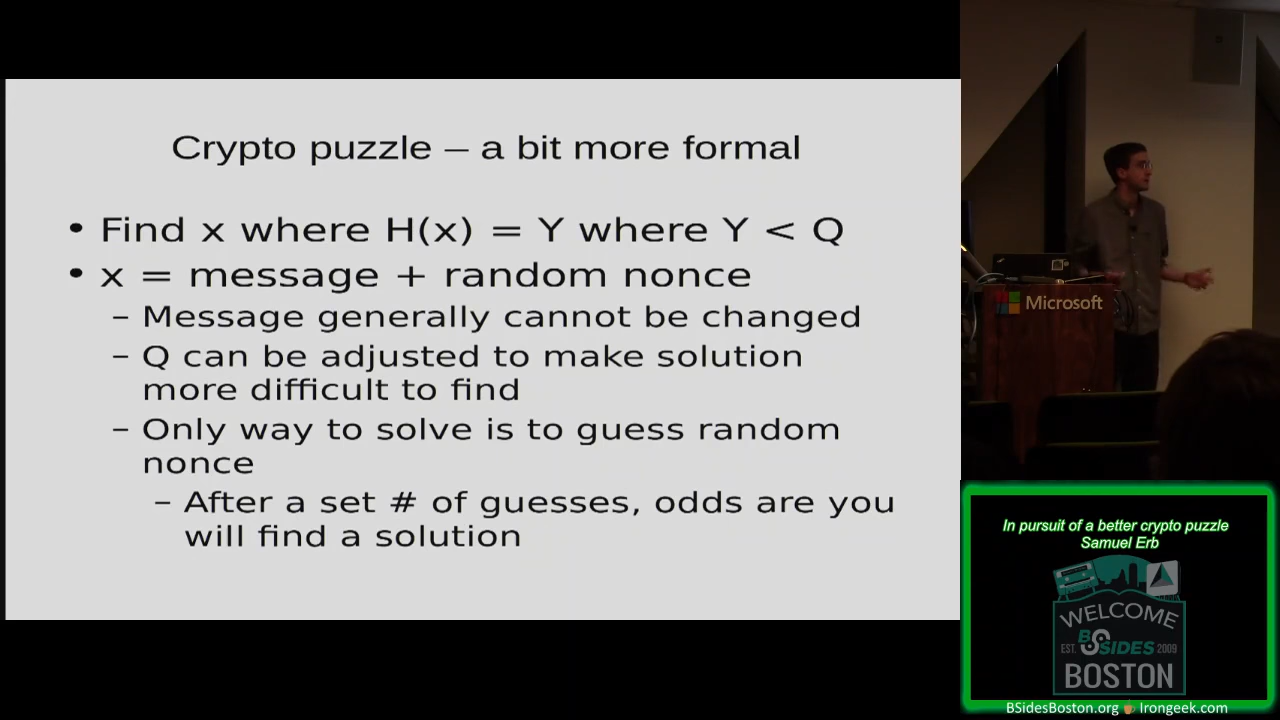 Crypto puzzle – a bit more formal
• Find x where H(x) = Y where Y < Q
• x = message + random nonce
– Message generally cannot be changed
– Q can be adjusted to make solution
more difficult to find
– Only way to solve is to guess random
nonce
– After a set # of guesses, odds are you
will find a solution
Microsoft
In pursuit of a better crypto puzzle
Samuel Erb
WELCOME
BSIDES
EST. 2009
BOSTON
BSidesBoston.org Irongeek.com